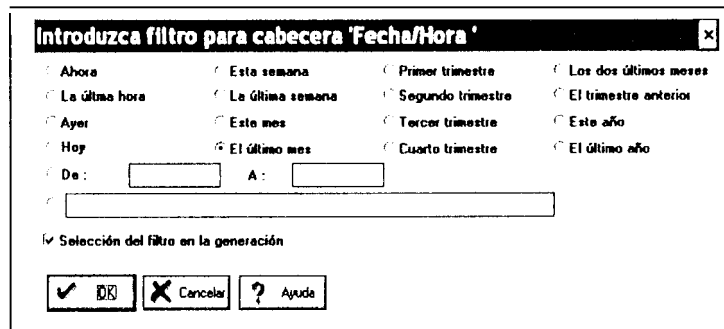 Introduzca filtro para cabecera 'Fecha/Hora '
Ahora Esta semana Primer trimestre Los dos últimos meses
La última hora La última semana Segundo trimestre El trimestre anterior
Ayer Este mes Tercer trimestre Este año
Hoy El último mes Cuarto trimestre El último año
De : A :
Selección del filtro en la generación
OK Cancelar ? Ayuda